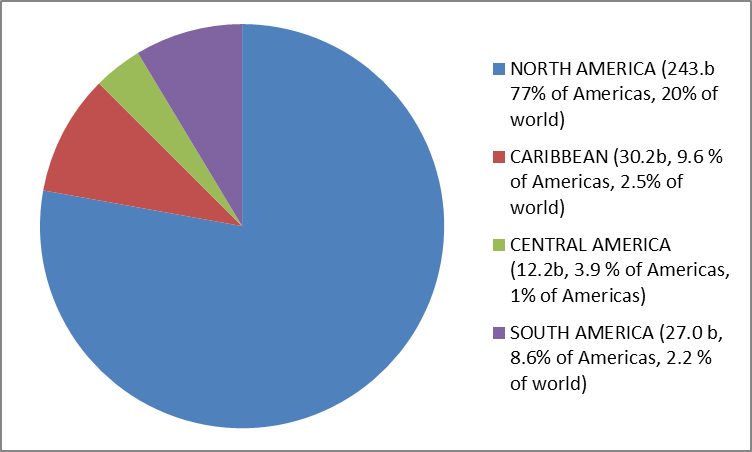 NORTH AMERICA (243.b
77% of Americas, 20% of
world)
CARIBBEAN (30.2b, 9.6 %
of Americas, 2.5% of
world)
CENTRAL AMERICA
(12.2b, 3.9 % of Americas,
1% of Americas)
SOUTH AMERICA (27.0 b,
8.6% of Americas, 2.2 %
of world)